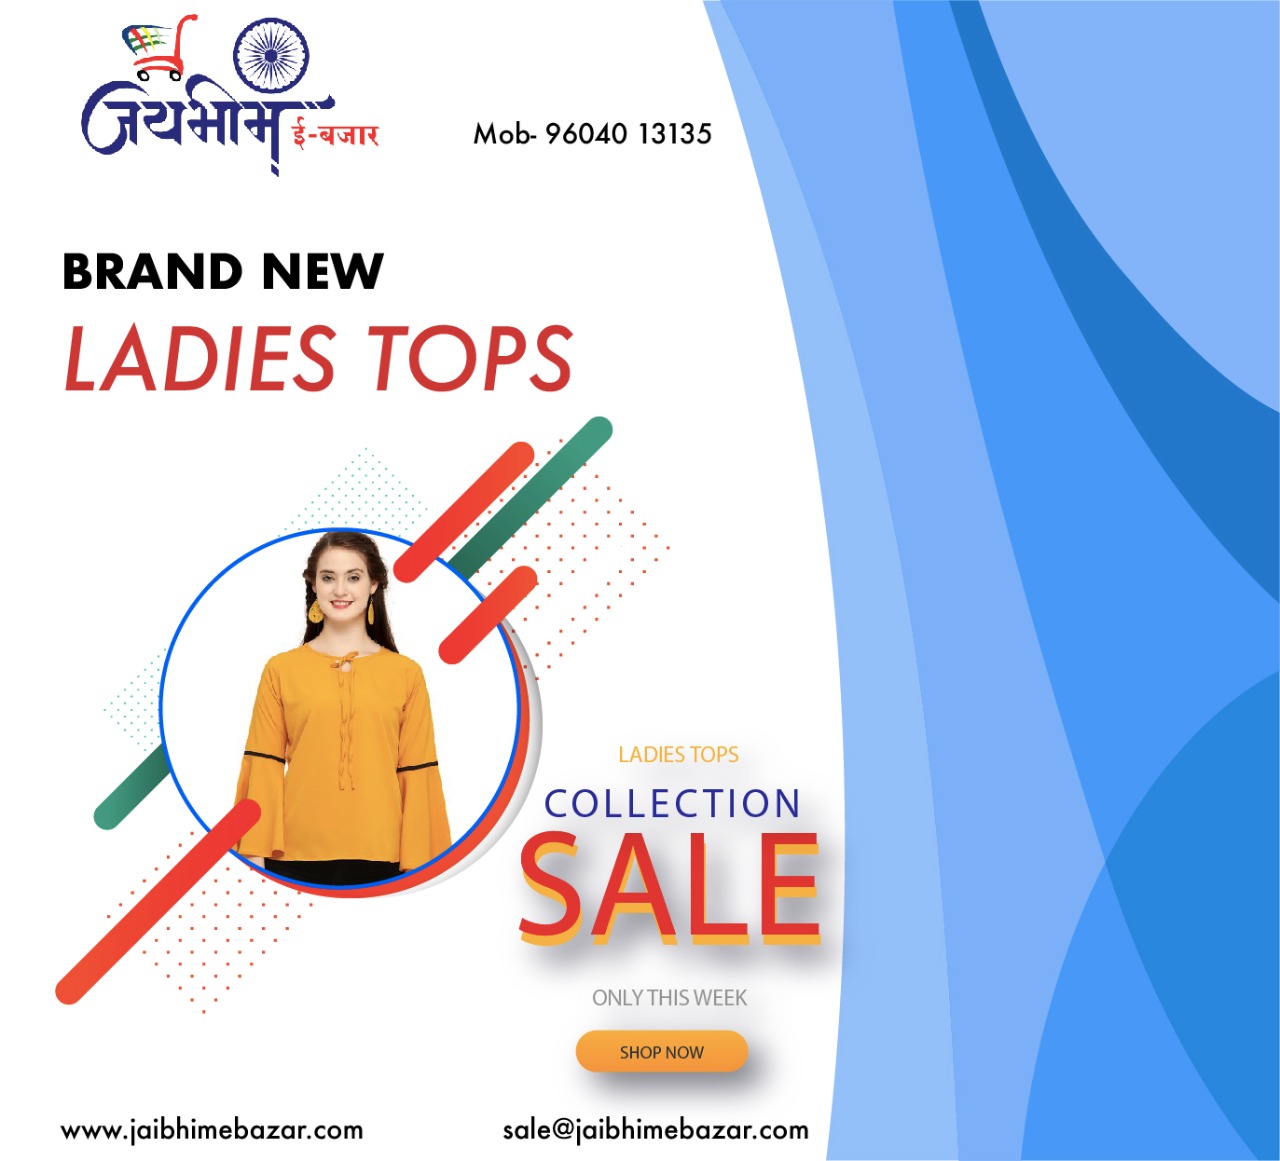 जयभीम ई-बजार
Mob- 96040 13135
BRAND NEW
LADIES TOPS
LADIES TOPS
COLLECTION
SALE
ONLY THIS WEEK
SHOP NOW
www.jaibhimebazar.com
sale@jaibhimebazar.com